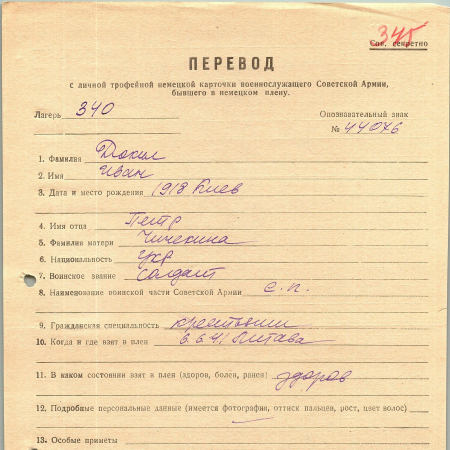 345
Сов. секретно
ПЕРЕВОД
с личной трофейной немецкой карточки военнослужащего Советской Армии,
бывшего в немецком плену.
Лагерь 340 Опознавательный знак
№ 44076
1. Фамилия
2. Имя Иван
3. Дата и место рождения 1918 Киев
4. Имя отца Петр
5. Фамилия матери Чичекина
6. Национальность укр
7. Воинское звание солдат
8. Наименование воинской части Советской Армии с.п.
9. Гражданская специальность крестьянин
10. Когда и где взят в плен 6.6.41
11. В каком состоянии взят в плен (здоров, болен, ранен) здоров
12. Подробные персональные данные (имеется фотография, оттиск пальцев, рост, цвет волос)
13. Особые приметы